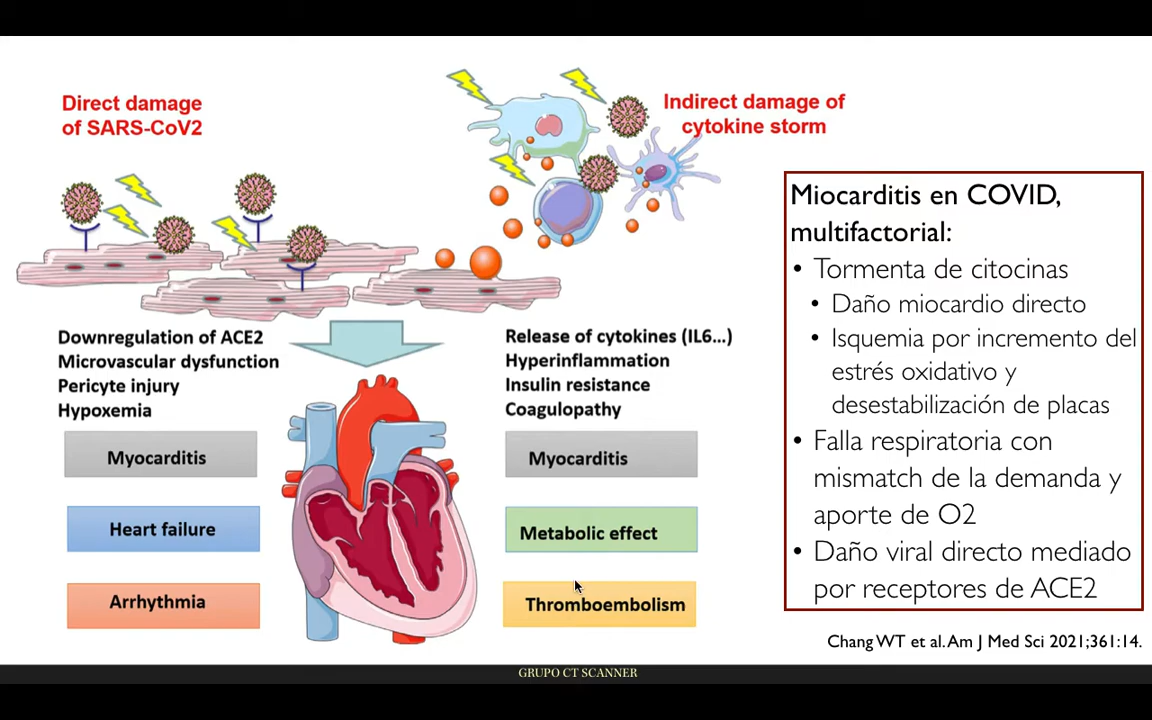 Direct damage
of SARS-CoV2
Indirect damage of
cytokine storm
Downregulation of ACE2
Microvascular dysfunction
Pericyte injury
Hypoxemia
Myocarditis
Heart failure
Arrhythmia
Release of cytokines (IL6...)
Hyperinflammation
Insulin resistance
Coagulopathy
Myocarditis
Metabolic effect
Thromboembolism
Miocarditis en COVID,
multifactorial:
• Tormenta de citocinas
• Daño miocardio directo
• Isquemia por incremento del
estrés oxidativo y
desestabilización de placas
• Falla respiratoria con
mismatch de la demanda y
aporte de O2
• Daño viral directo mediado
por receptores de ACE2
Chang WT et al. Am J Med Sci 2021;361:14.
GRUPO CT SCANNER